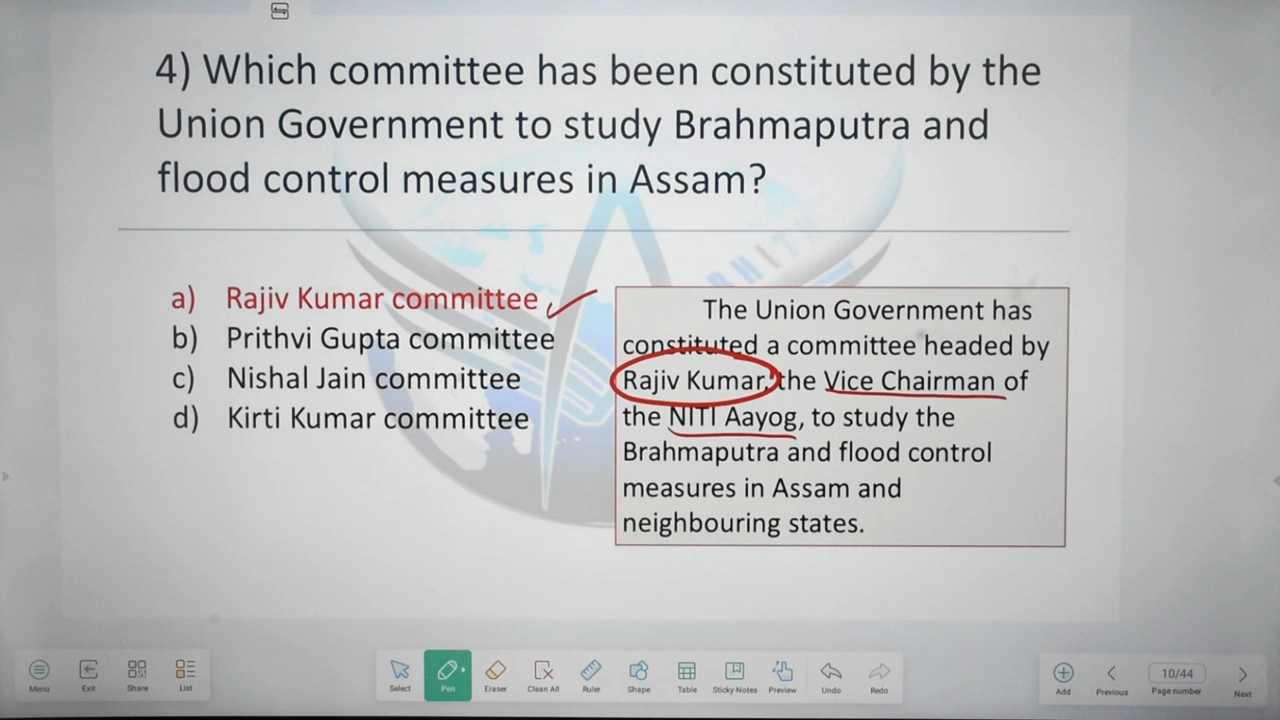 4) Which committee has been constituted by the
Union Government to study Brahmaputra and
flood control measures in Assam?
a) Rajiv Kumar committee
b) Prithvi Gupta committee
c) Nishal Jain committee
d) Kirti Kumar committee
The Union Government has
constituted a committee headed by
Rajiv Kumar, the Vice Chairman of
the NITI Aayog, to study the
Brahmaputra and flood control
measures in Assam and
neighbouring states.
Menu Exit Share List Select Pen Eraser Clean All Ruler Shape Table Sticky-Notes Preview Undo Redo Add Previous 10/44 Page number Next